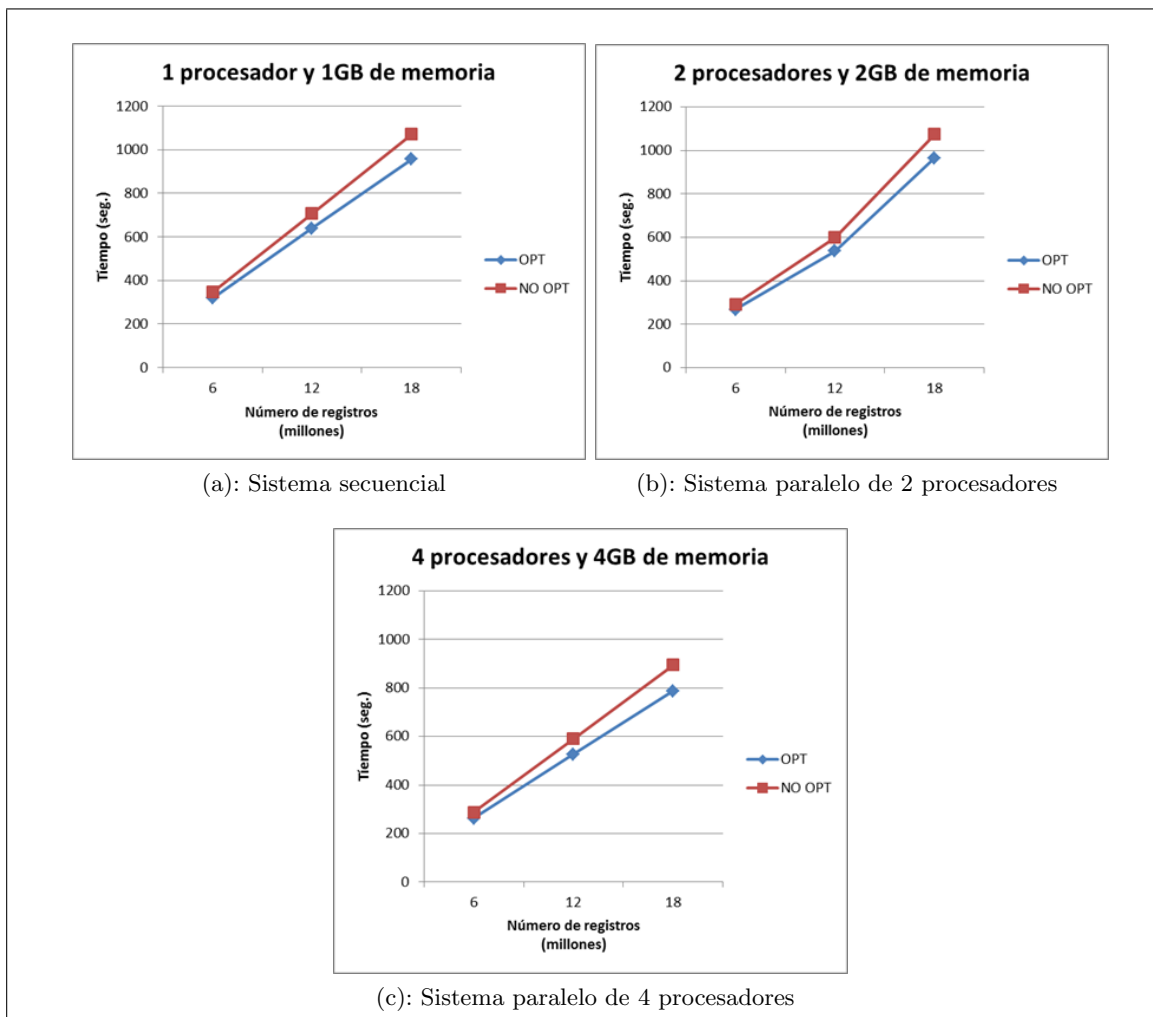 1 procesador y 1GB de memoria
1200
1000
800
600
400
200
0
Tiempo (seg.)
6 12 18
Número de registros
(millones)
OPT
NO OPT
(a): Sistema secuencial
2 procesadores y 2GB de memoria
1200
1000
800
600
400
200
0
Tiempo (seg.)
6 12 18
Número de registros
(millones)
OPT
NO OPT
(b): Sistema paralelo de 2 procesadores
4 procesadores y 4GB de memoria
1200
1000
800
600
400
200
0
Tiempo (seg.)
6 12 18
Número de registros
(millones)
OPT
NO OPT
(c): Sistema paralelo de 4 procesadores